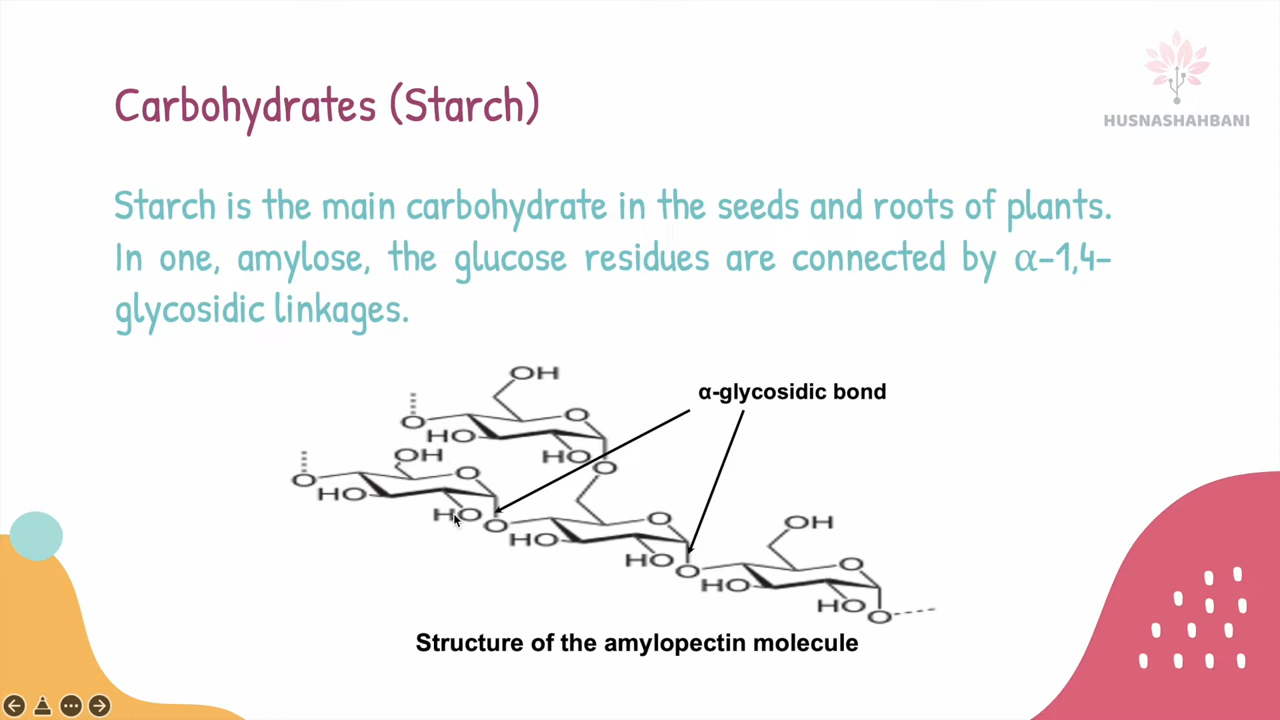 HUSNASHAHBANI
Carbohydrates (Starch)
Starch is the main carbohydrate in the seeds and roots of plants.
In one, amylose, the glucose residues are connected by α-1,4-
glycosidic linkages.
α-glycosidic bond
OH
O
O
HO
HO
O
OH
O
O
HO
HO
O
O
HO
HO
OH
O
O
HO
HO
O
Structure of the amylopectin molecule